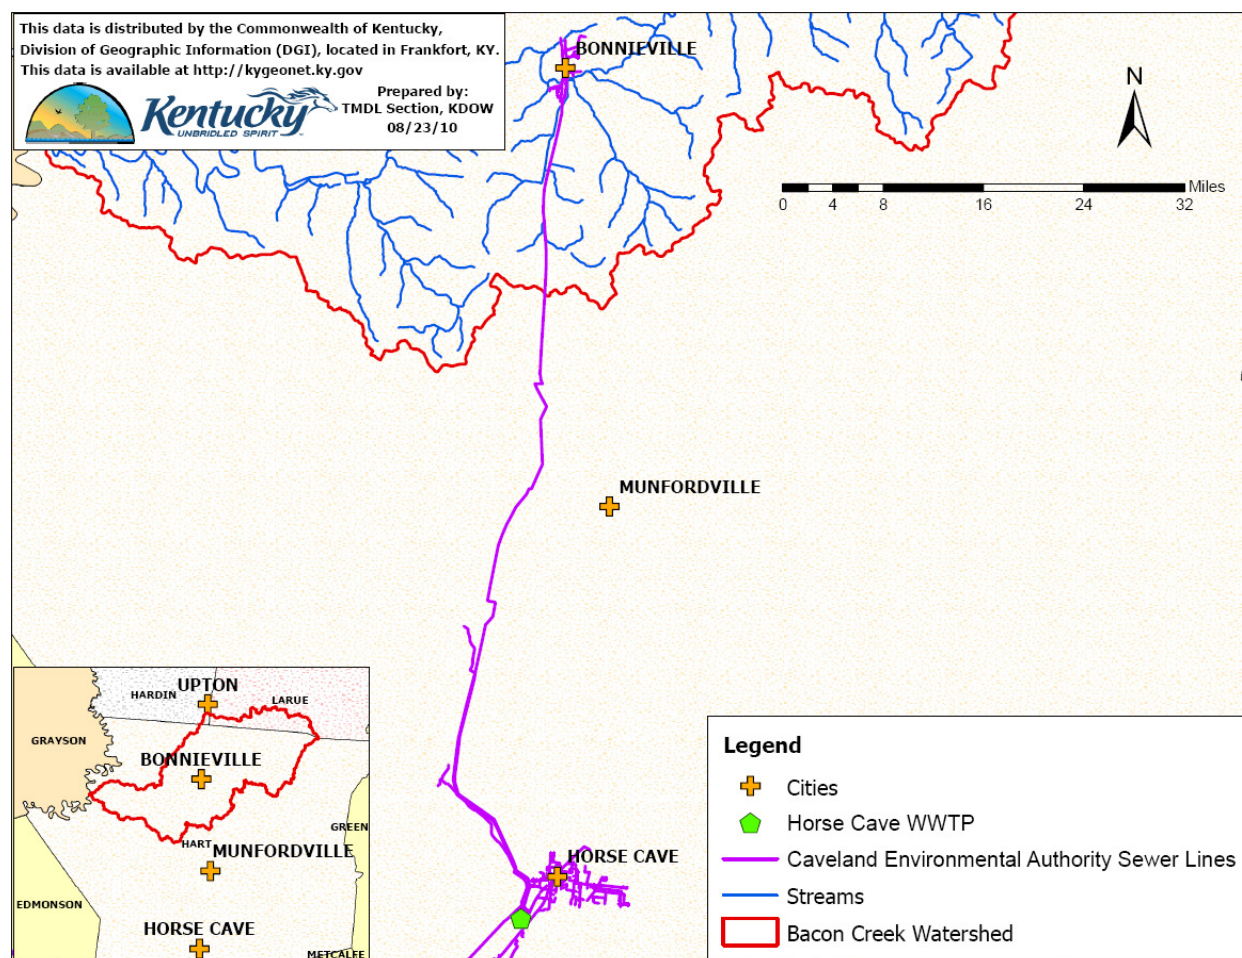 This data is distributed by the Commonwealth of Kentucky,
Division of Geographic Information (DGI), located in Frankfort, KY.
This data is available at http://kygeonet.ky.gov
Kentucky
UNBRIDLED SPIRIT
Prepared by:
TMDL Section, KDOW
08/23/10
BONNIEVILLE
N
Miles
0 4 8 16 24 32
MUNFORDVILLE
HORSE CAVE
UPTON
HARDIN
LARUE
GRAYSON
BONNIEVILLE
GREEN
HART
MUNFORDVILLE
EDMONSON
HORSE CAVE
METCALFE
Legend
Cities
Horse Cave WWTP
Caveland Environmental Authority Sewer Lines
Streams
Bacon Creek Watershed